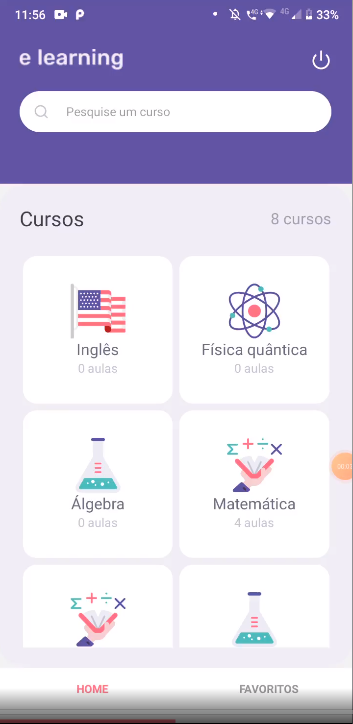 11:56 4G 4G 33%
e learning
Pesquise um curso
Cursos 8 cursos
Inglês Física quântica
0 aulas 0 aulas
Σ + ÷ ×
Álgebra Matemática
0 aulas 4 aulas
Σ + ÷ ×
HOME FAVORITOS